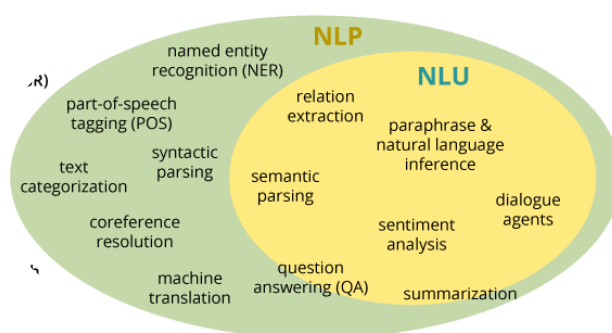 NLP
named entity
recognition (NER)
NLU
R)
part-of-speech
tagging (POS)
relation
extraction
paraphrase &
natural language
inference
text
categorization
syntactic
parsing
semantic
parsing
dialogue
agents
coreference
resolution
sentiment
analysis
machine
translation
question
answering (QA)
summarization